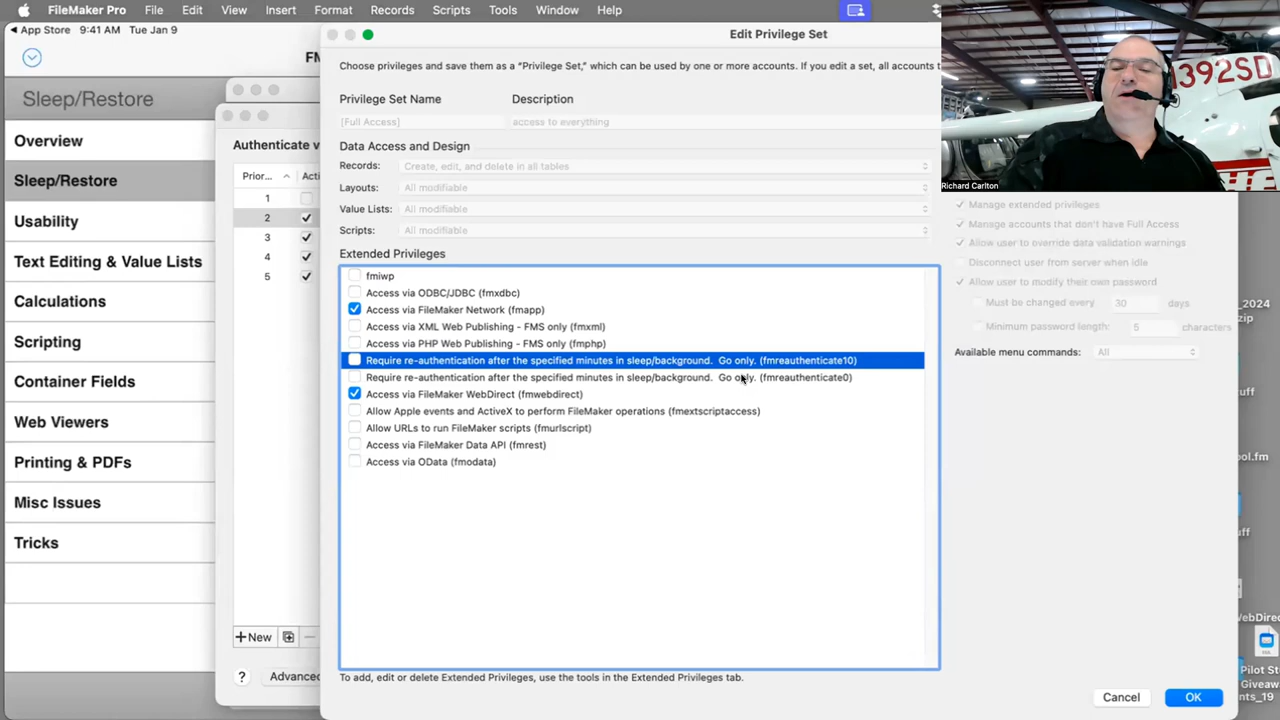 FileMaker Pro File Edit View Insert Format Records Scripts Tools Window Help
App Store 9:41 AM Tue Jan 9
FM
Sleep/Restore
Overview
Sleep/Restore
Usability
Text Editing & Value Lists
Calculations
Scripting
Container Fields
Web Viewers
Printing & PDFs
Misc Issues
Tricks
Authenticate v
Prior... Acti
1
2
3
4
5
New
? Advanced
Edit Privilege Set
Choose privileges and save them as a “Privilege Set,” which can be used by one or more accounts. If you edit a set, all accounts t
Privilege Set Name Description
[Full Access] access to everything
Data Access and Design
Records: Create, edit, and delete in all tables
Layouts: All modifiable
Value Lists: All modifiable
Scripts: All modifiable
Extended Privileges
fmiwp
Access via ODBC/JDBC (fmxdbc)
Access via FileMaker Network (fmapp)
Access via XML Web Publishing - FMS only (fmxml)
Access via PHP Web Publishing - FMS only (fmphp)
Require re-authentication after the specified minutes in sleep/background. Go only. (fmreauthenticate10)
Require re-authentication after the specified minutes in sleep/background. Go only. (fmreauthenticate0)
Access via FileMaker WebDirect (fmwebdirect)
Allow Apple events and ActiveX to perform FileMaker operations (fmextscriptaccess)
Allow URLs to run FileMaker scripts (fmurlscript)
Access via FileMaker Data API (fmrest)
Access via OData (fmodata)
To add, edit or delete Extended Privileges, use the tools in the Extended Privileges tab.
392SD
Richard Carlton
Manage extended privileges
Manage accounts that don't have Full Access
Allow user to override data validation warnings
Disconnect user from server when idle
Allow user to modify their own password
Must be changed every 30 days
Minimum password length: 5 characters
Available menu commands: All
Cancel OK
_2024
zip
uff
ool.fm
uff
WebDirec
Pilot Stu
Giveaw
nts_19